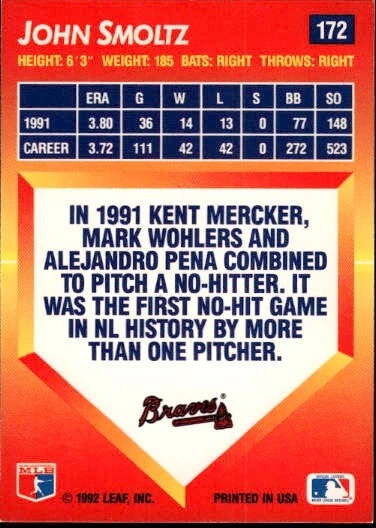 JOHN SMOLTZ 172
HEIGHT: 6'3" WEIGHT: 185 BATS: RIGHT THROWS: RIGHT
ERA G W L S BB SO
1991 3.80 36 14 13 0 77 148
CAREER 3.72 111 42 42 0 272 523
IN 1991 KENT MERCKER,
MARK WOHLERS AND
ALEJANDRO PENA COMBINED
TO PITCH A NO-HITTER. IT
WAS THE FIRST NO-HIT GAME
IN NL HISTORY BY MORE
THAN ONE PITCHER.
Braves
MLB
© 1992 LEAF, INC. PRINTED IN USA